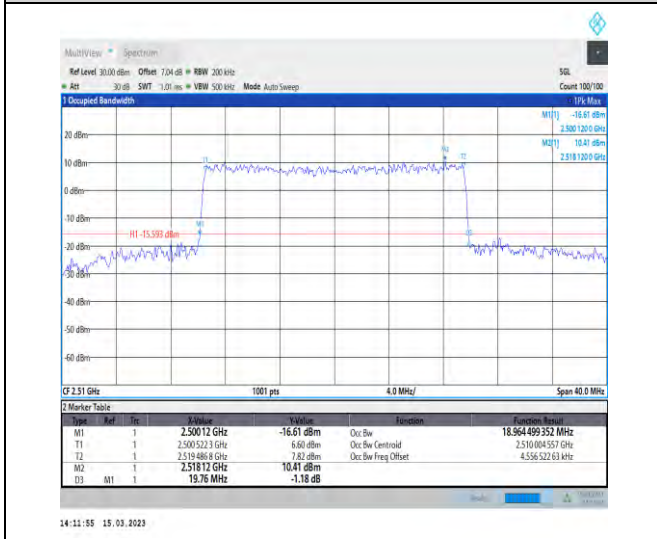 MultiView Spectrum
Ref Level 30.00 dBm Offset 7.04 dB RBW 200 kHz SGL
Att 30 dB SWT 1.01 ms VBW 500 kHz Mode Auto Sweep Count 100/100
1 Occupied Bandwidth 1Pk Max
M1[1] -16.61 dBm
2.500 120 0 GHz
M2[1] 10.41 dBm
2.518 120 0 GHz
20 dBm
M2
T1 T2
10 dBm
0 dBm
-10 dBm
H1 -15.593 dBm
-20 dBm
-30 dBm
-40 dBm
-50 dBm
-60 dBm
CF 2.51 GHz 1001 pts 4.0 MHz/ Span 40.0 MHz
2 Marker Table
Type Ref Trc X-Value Y-Value Function Function Result
M1 1 2.500 12 GHz -16.61 dBm Occ Bw 18.964 499 352 MHz
T1 1 2.500 522 3 GHz 6.60 dBm Occ Bw Centroid 2.510 004 557 GHz
T2 1 2.519 486 8 GHz 7.82 dBm Occ Bw Freq Offset 4.556 522 63 kHz
M2 1 2.518 12 GHz 10.41 dBm
D3 M1 1 19.76 MHz -1.18 dB
14:11:55 15.03.2023